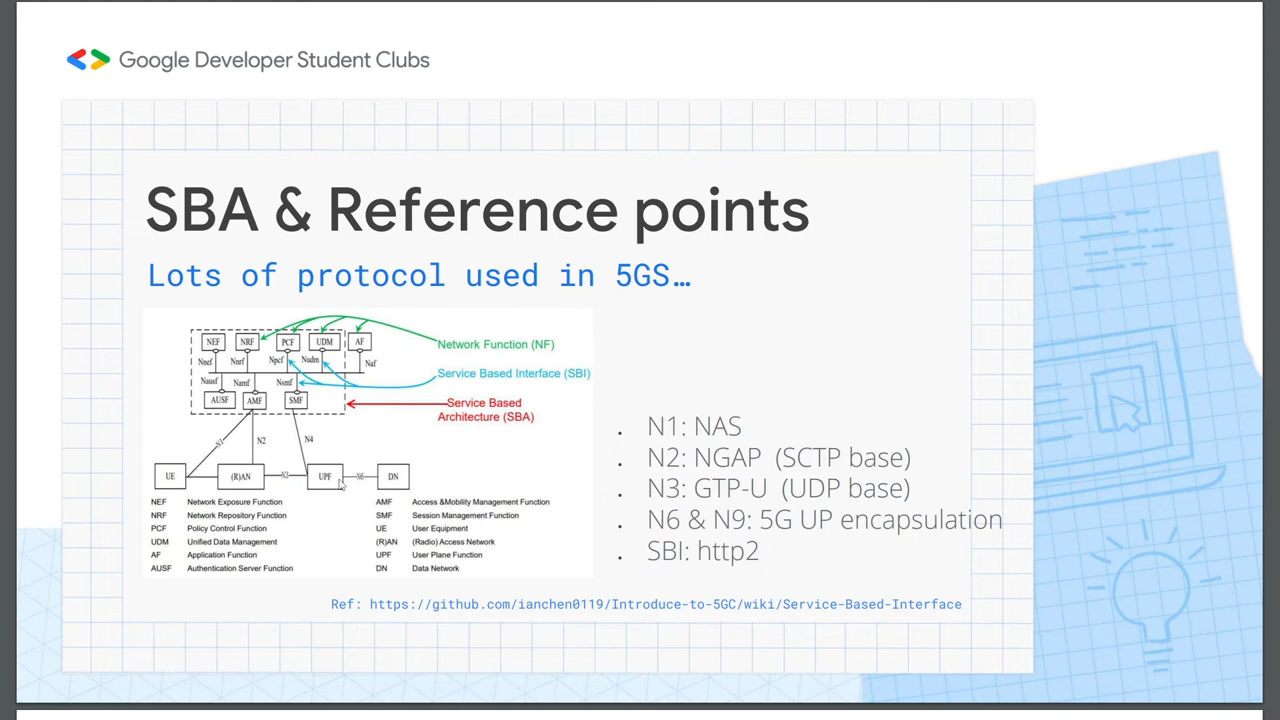 Google Developer Student Clubs
SBA & Reference points
Lots of protocol used in 5GS…
NEF NRF PCF UDM AF
Network Function (NF)
Nnef Nnrf Npcf Nudm Naf
Service Based Interface (SBI)
Nausf Namf Nsmf
AUSF AMF SMF
Service Based
Architecture (SBA)
N1 N2 N4
UE (R)AN N3 UPF N6 DN
NEF Network Exposure Function AMF Access &Mobility Management Function
NRF Network Repository Function SMF Session Management Function
PCF Policy Control Function UE User Equipment
UDM Unified Data Management (R)AN (Radio) Access Network
AF Application Function UPF User Plane Function
AUSF Authentication Server Function DN Data Network
. N1: NAS
. N2: NGAP (SCTP base)
. N3: GTP-U (UDP base)
. N6 & N9: 5G UP encapsulation
. SBI: http2
Ref: https://github.com/ianchen0119/Introduce-to-5GC/wiki/Service-Based-Interface